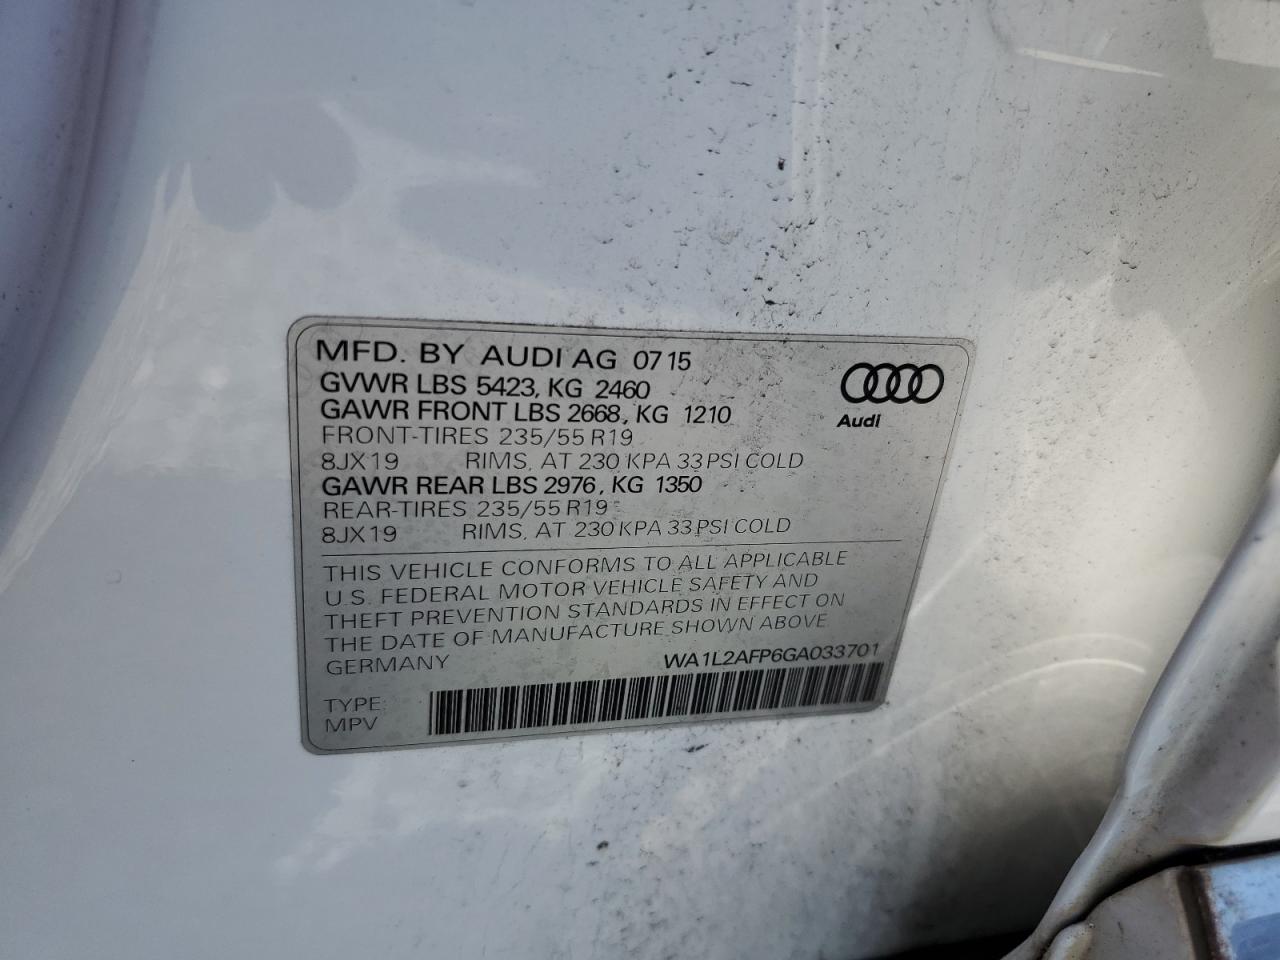 MFD. BY AUDI AG 07 15
GVWR LBS 5423, KG 2460
GAWR FRONT LBS 2668, KG 1210
FRONT-TIRES 235/55 R19
8JX19 RIMS, AT 230 KPA 33 PSI COLD
GAWR REAR LBS 2976, KG 1350
REAR-TIRES 235/55 R19
8JX19 RIMS, AT 230 KPA 33 PSI COLD
Audi
THIS VEHICLE CONFORMS TO ALL APPLICABLE
U.S. FEDERAL MOTOR VEHICLE SAFETY AND
THEFT PREVENTION STANDARDS IN EFFECT ON
THE DATE OF MANUFACTURE SHOWN ABOVE
GERMANY WA1L2AFP6GA033701
TYPE:
MPV